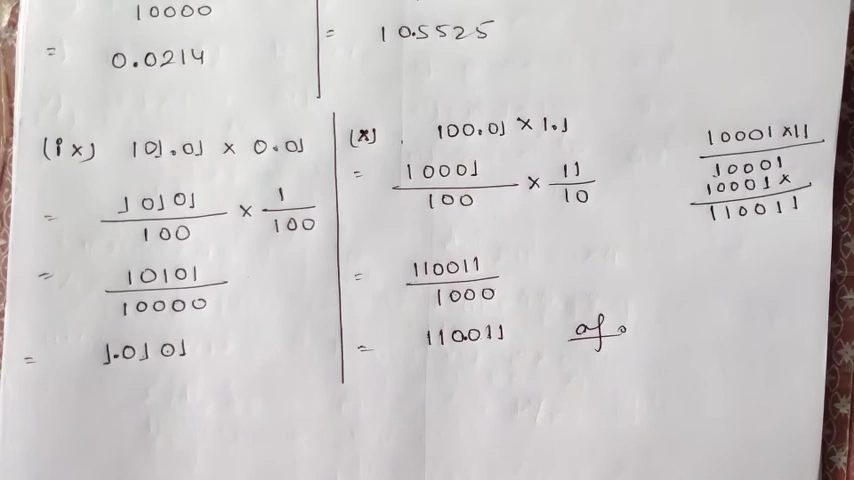 10000
= 0.0214
= 10.5525
(ix) 101.01 × 0.01
= 10101/100 × 1/100
= 10101/10000
= 1.0101
(x) 100.01 × 1.1
= 10001/100 × 11/10
= 110011/1000
= 110.011
10001 ×11
10001
10001×
110011